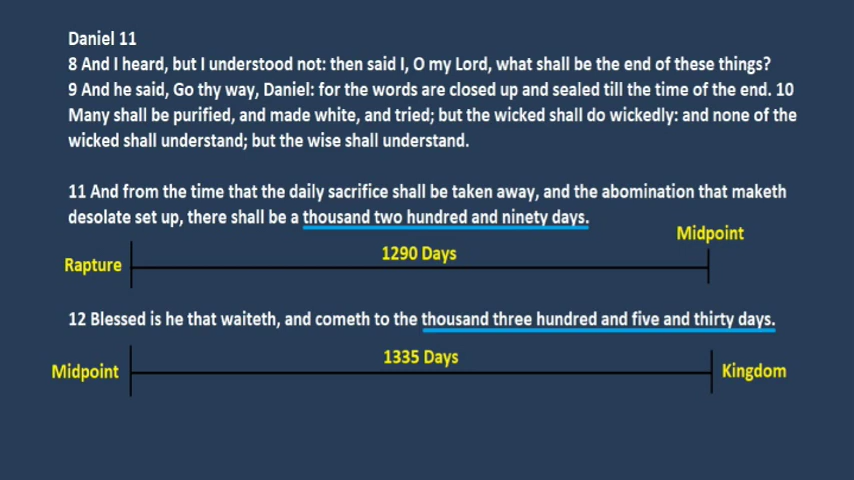 Daniel 11
8 And I heard, but I understood not: then said I, O my Lord, what shall be the end of these things?
9 And he said, Go thy way, Daniel: for the words are closed up and sealed till the time of the end. 10
Many shall be purified, and made white, and tried; but the wicked shall do wickedly: and none of the
wicked shall understand; but the wise shall understand.
11 And from the time that the daily sacrifice shall be taken away, and the abomination that maketh
desolate set up, there shall be a thousand two hundred and ninety days.
Midpoint
1290 Days
Rapture
12 Blessed is he that waiteth, and cometh to the thousand three hundred and five and thirty days.
1335 Days
Midpoint
Kingdom